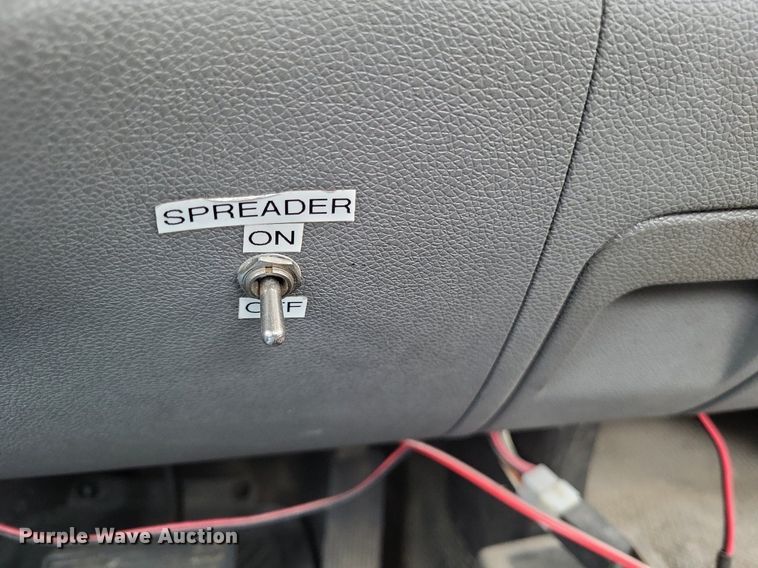 SPREADER
ON
OFF
Purple Wave Auction